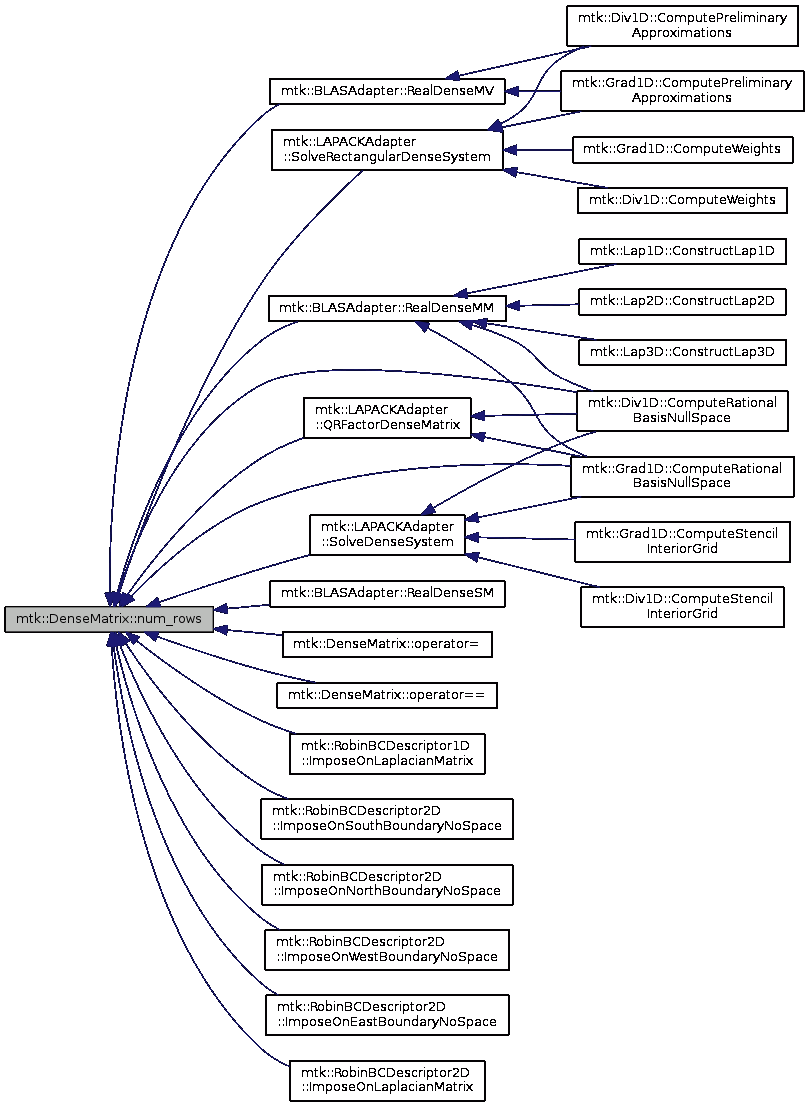 mtk::Div1D::ComputePreliminary
Approximations
mtk::Grad1D::ComputePreliminary
Approximations
mtk::BLASAdapter::RealDenseMV
mtk::LAPACKAdapter
::SolveRectangularDenseSystem
mtk::Grad1D::ComputeWeights
mtk::Div1D::ComputeWeights
mtk::Lap1D::ConstructLap1D
mtk::BLASAdapter::RealDenseMM
mtk::Lap2D::ConstructLap2D
mtk::Lap3D::ConstructLap3D
mtk::Div1D::ComputeRational
BasisNullSpace
mtk::LAPACKAdapter
::QRFactorDenseMatrix
mtk::Grad1D::ComputeRational
BasisNullSpace
mtk::LAPACKAdapter
::SolveDenseSystem
mtk::Grad1D::ComputeStencil
InteriorGrid
mtk::Div1D::ComputeStencil
InteriorGrid
mtk::BLASAdapter::RealDenseSM
mtk::DenseMatrix::num_rows
mtk::DenseMatrix::operator=
mtk::DenseMatrix::operator==
mtk::RobinBCDescriptor1D
::ImposeOnLaplacianMatrix
mtk::RobinBCDescriptor2D
::ImposeOnSouthBoundaryNoSpace
mtk::RobinBCDescriptor2D
::ImposeOnNorthBoundaryNoSpace
mtk::RobinBCDescriptor2D
::ImposeOnWestBoundaryNoSpace
mtk::RobinBCDescriptor2D
::ImposeOnEastBoundaryNoSpace
mtk::RobinBCDescriptor2D
::ImposeOnLaplacianMatrix